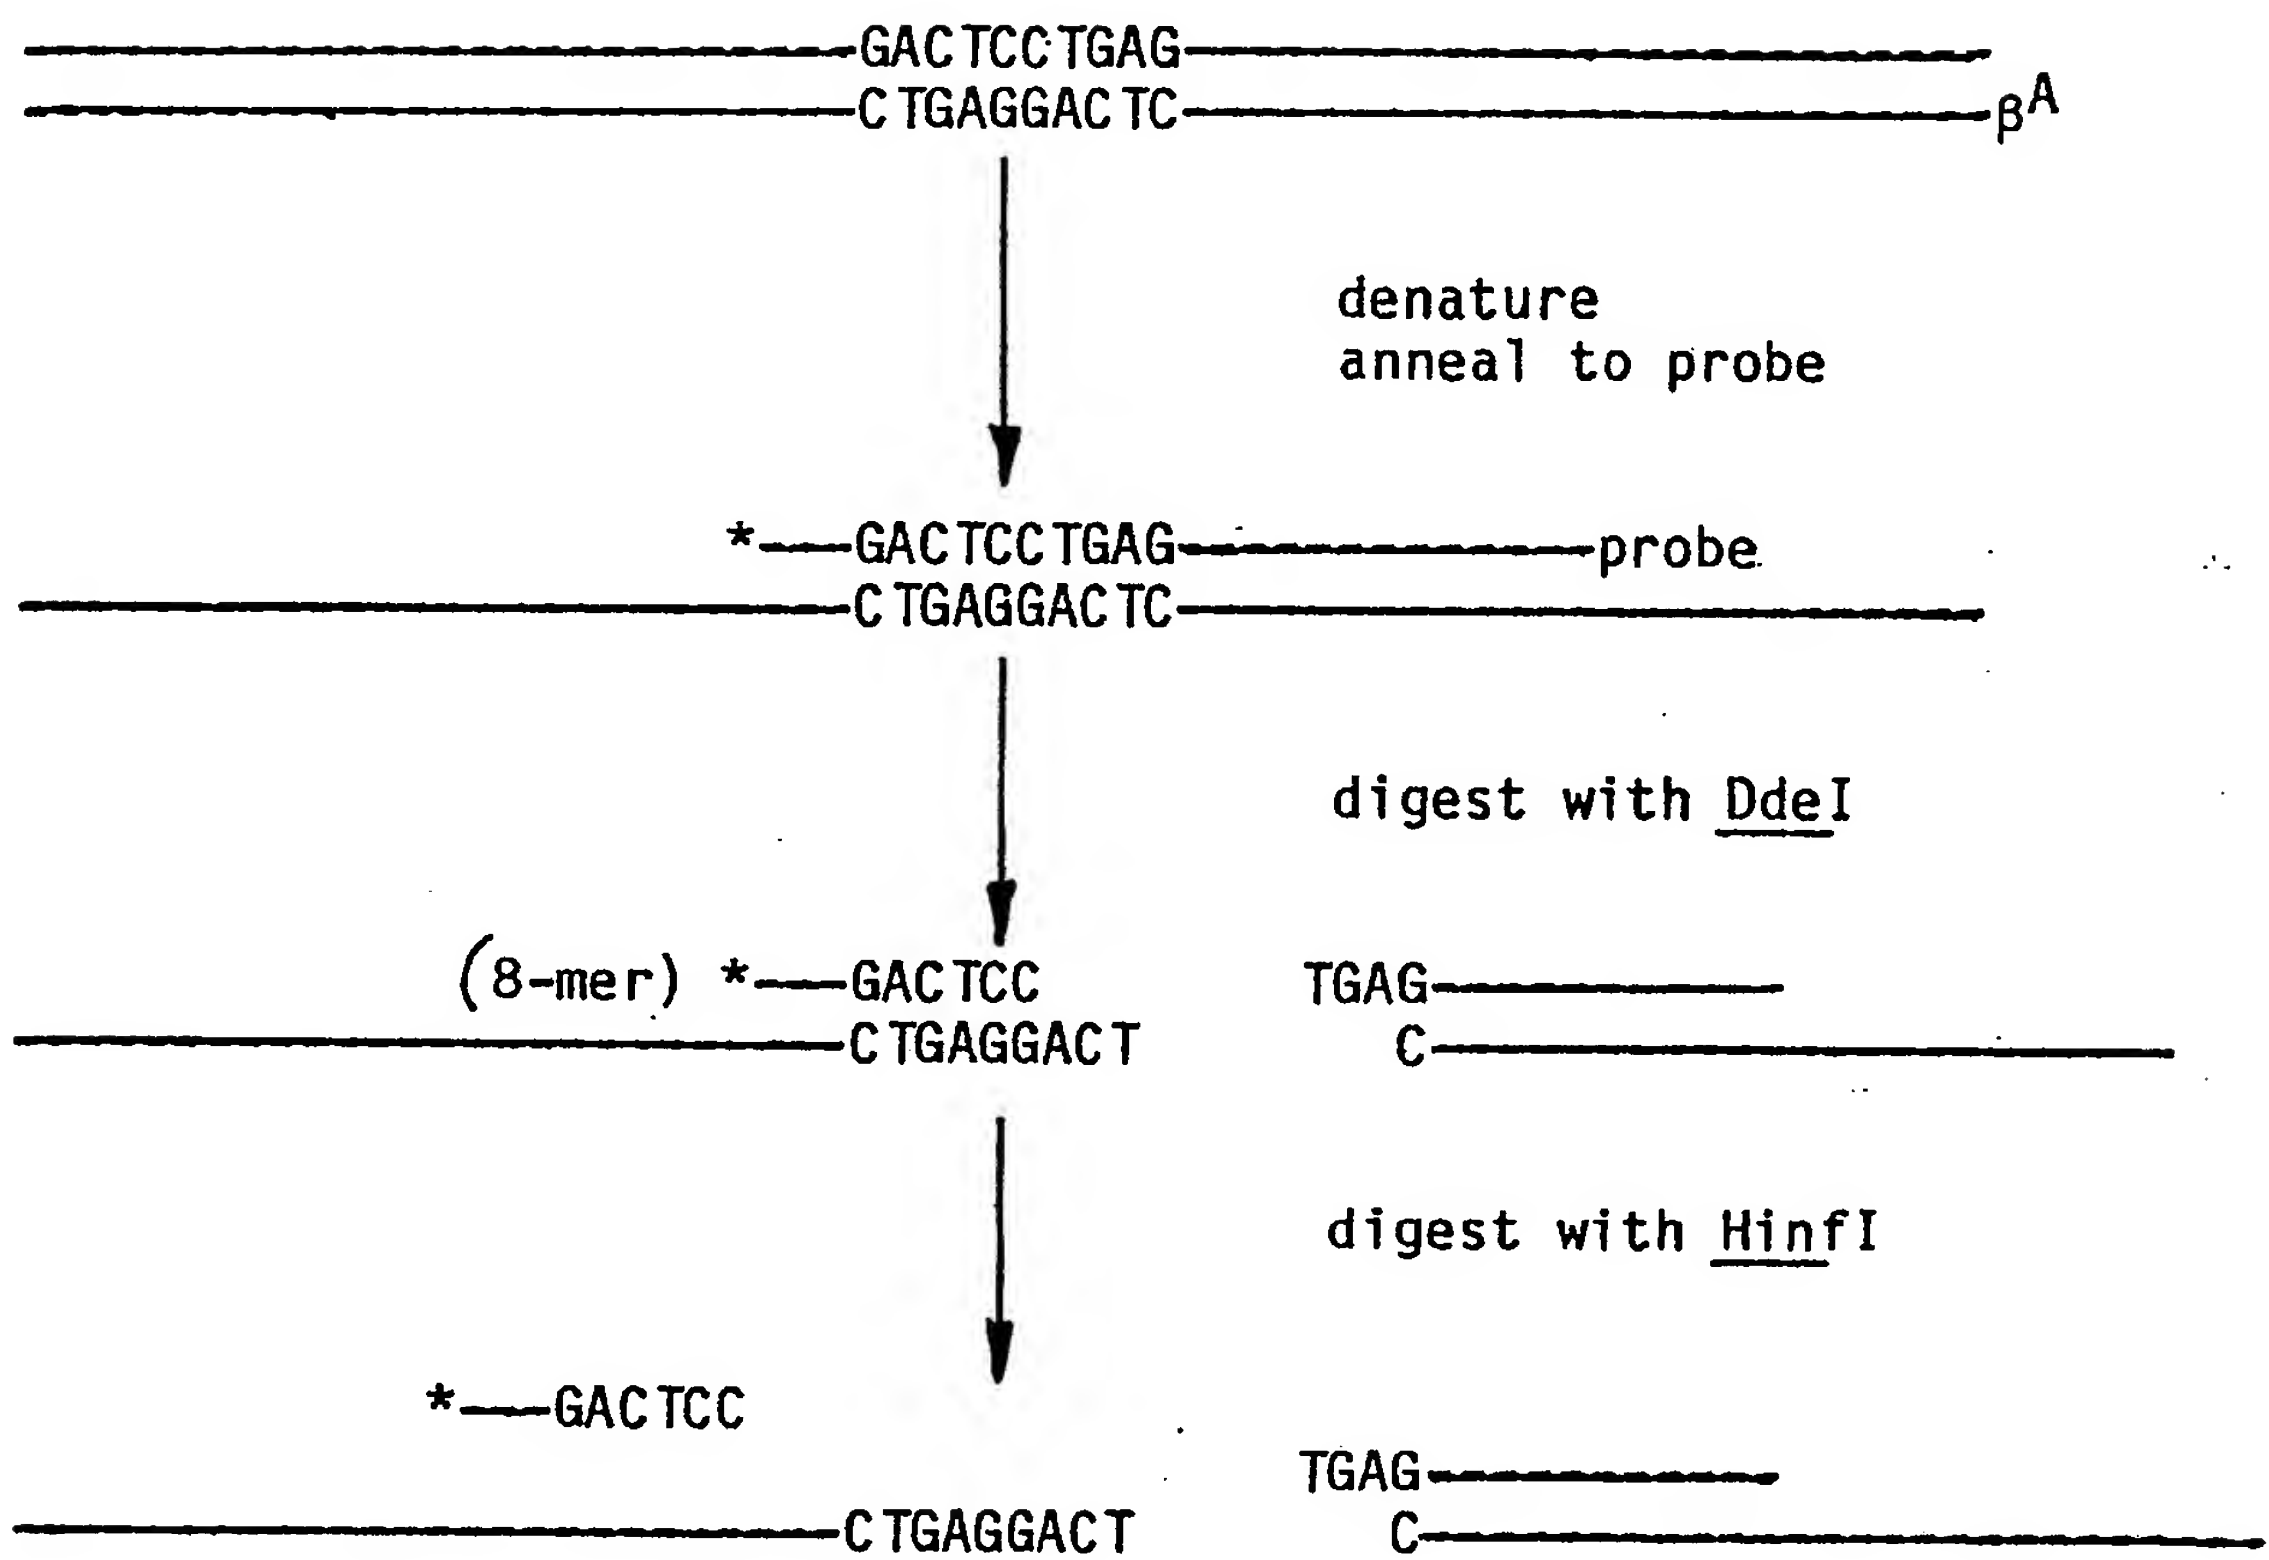 GACTCCTGAG
CTGAGGACTC βA
denature
anneal to probe
*—GACTCCTGAG—probe
CTGAGGACTC
digest with DdeI
(8-mer) *—GACTCC TGAG
CTGAGGACT C
digest with HinfI
*—GACTCC
TGAG
CTGAGGACT C